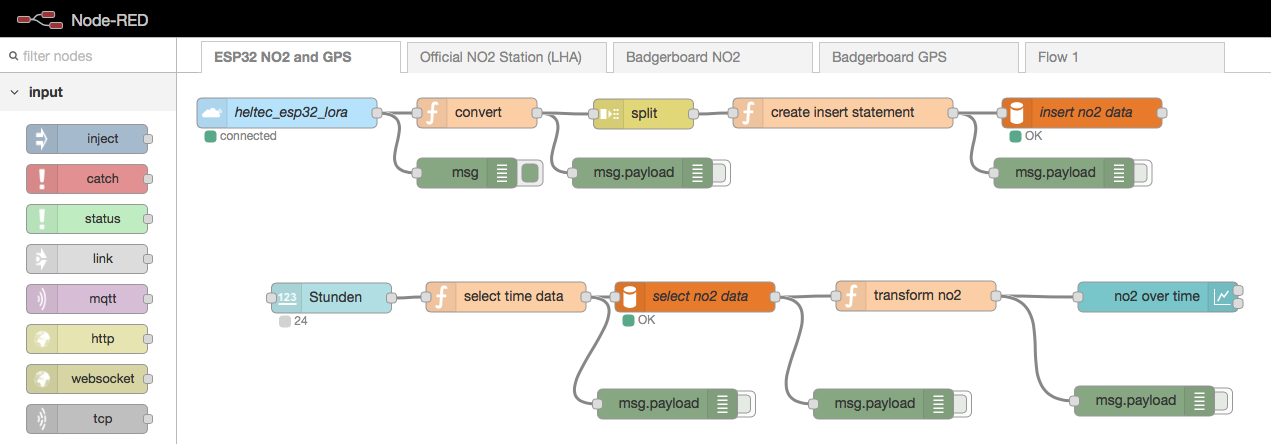 Node-RED
filter nodes
ESP32 NO2 and GPS
Official NO2 Station (LHA)
Badgerboard NO2
Badgerboard GPS
Flow 1
input
inject
catch
status
link
mqtt
http
websocket
tcp
heltec_esp32_lora
convert
split
create insert statement
insert no2 data
connected
OK
msg
msg.payload
msg.payload
123
Stunden
select time data
select no2 data
transform no2
no2 over time
24
OK
msg.payload
msg.payload
msg.payload